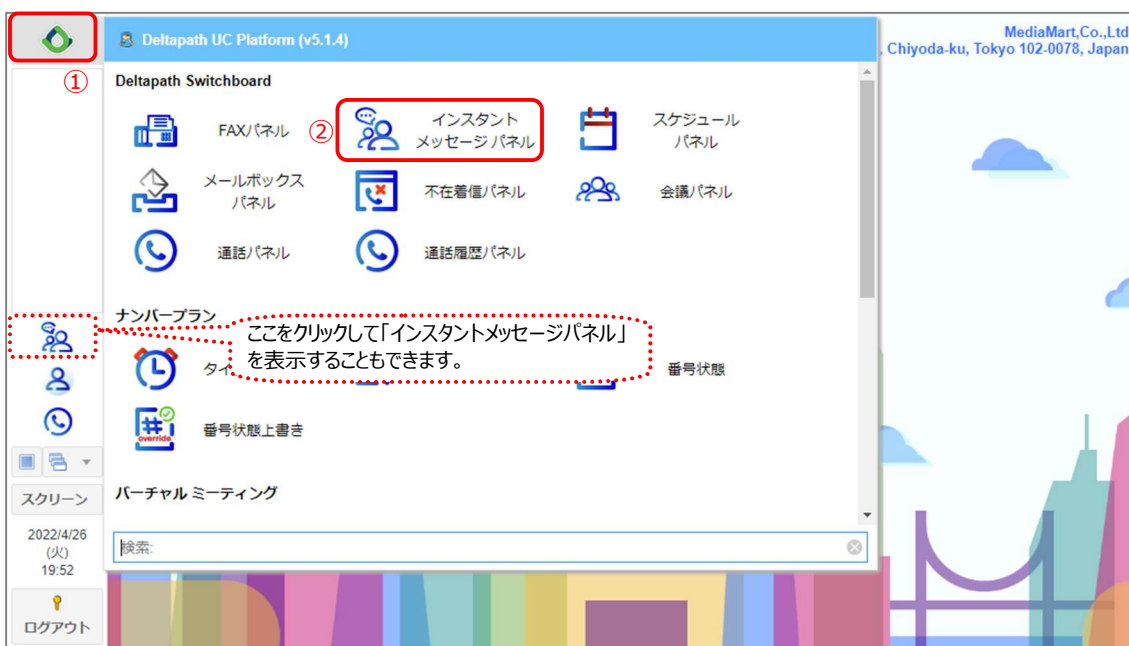 ①
Deltapath UC Platform (v5.1.4)
MediaMart,Co.,Ltd
, Chiyoda-ku, Tokyo 102-0078, Japan
Deltapath Switchboard
FAXパネル
②
インスタント
メッセージ パネル
スケジュール
パネル
メールボックス
パネル
不在着信パネル
会議パネル
通話パネル
通話履歴パネル
ナンバープラン
ここをクリックして「インスタントメッセージパネル」
を表示することもできます。
タイ
番号状態
override
番号状態上書き
バーチャル ミーティング
検索:
スクリーン
2022/4/26
(火)
19:52
ログアウト